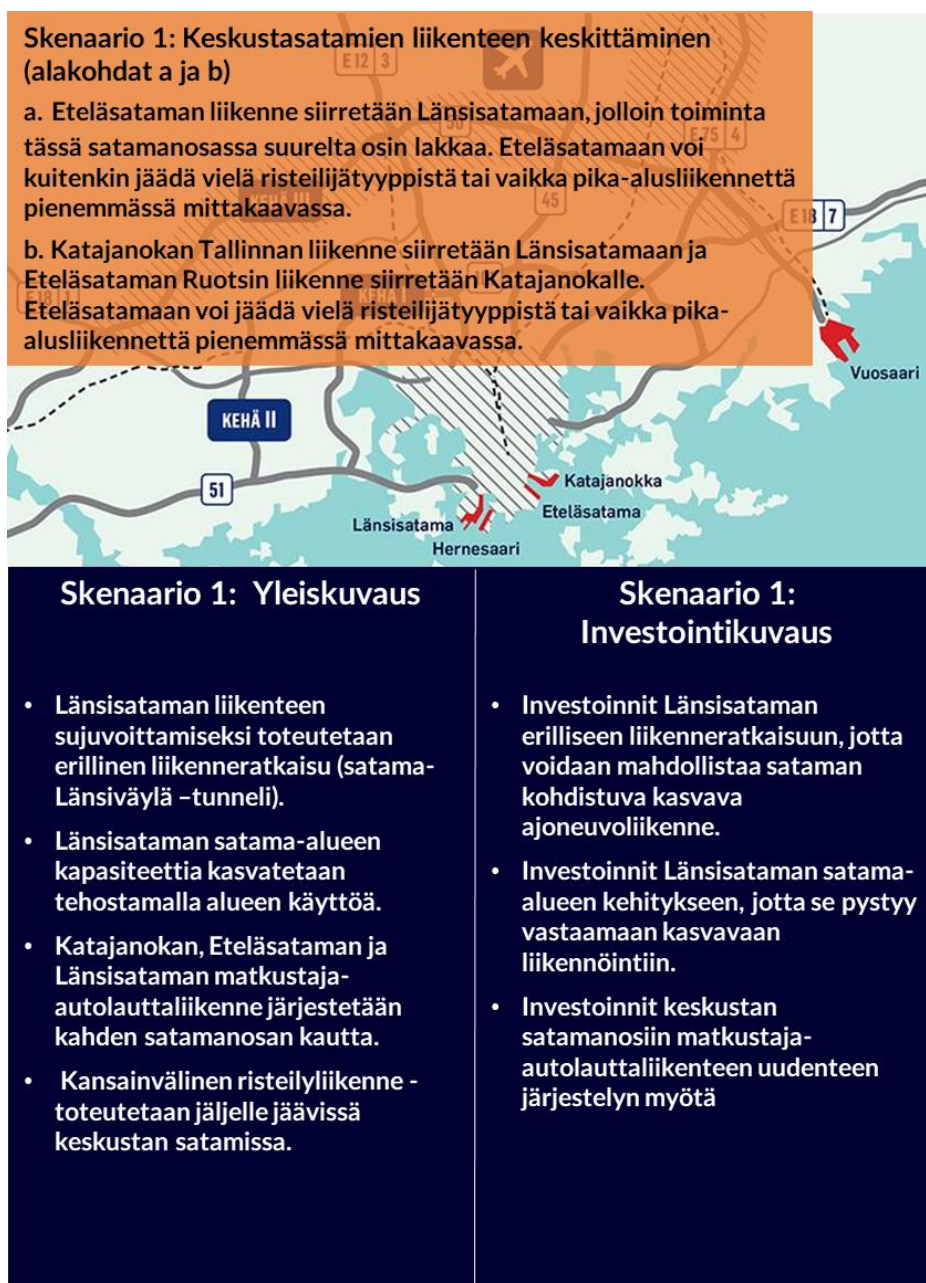 Skenaario 1: Keskustasatamien liikenteen keskittäminen
(alakohdat a ja b)
a. Eteläsataman liikenne siirretään Länsisatamaan, jolloin toiminta
tässä satamanosassa suurelta osin lakkaa. Eteläsatamaan voi
kuitenkin jäädä vielä risteilijätyyppistä tai vaikka pika-alusliikennettä
pienemmässä mittakaavassa.
b. Katajanokan Tallinnan liikenne siirretään Länsisatamaan ja
Eteläsataman Ruotsin liikenne siirretään Katajanokalle.
Eteläsatamaan voi jäädä vielä risteilijätyyppistä tai vaikka pika-
alusliikennettä pienemmässä mittakaavassa.
E12 3
E75 4
45
E18 7
KEHÄ III
KEHÄ I
E18 1
Vuosaari
KEHÄ II
51
Katajanokka
Eteläsatama
Länsisatama
Hernesaari
Skenaario 1: Yleiskuvaus
• Länsisataman liikenteen
sujuvoittamiseksi toteutetaan
erillinen liikenneratkaisu (satama-
Länsiväylä –tunneli).
• Länsisataman satama-alueen
kapasiteettia kasvatetaan
tehostamalla alueen käyttöä.
• Katajanokan, Eteläsataman ja
Länsisataman matkustaja-
autolauttaliikenne järjestetään
kahden satamanosan kautta.
• Kansainvälinen risteilyliikenne -
toteutetaan jäljelle jäävissä
keskustan satamissa.
Skenaario 1:
Investointikuvaus
• Investoinnit Länsisataman
erilliseen liikenneratkaisuun, jotta
voidaan mahdollistaa sataman
kohdistuva kasvava
ajoneuvoliikenne.
• Investoinnit Länsisataman satama-
alueen kehitykseen, jotta se pystyy
vastaamaan kasvavaan
liikennöintiin.
• Investoinnit keskustan
satamanosiin matkustaja-
autolauttaliikenteen uudenteen
järjestelyn myötä